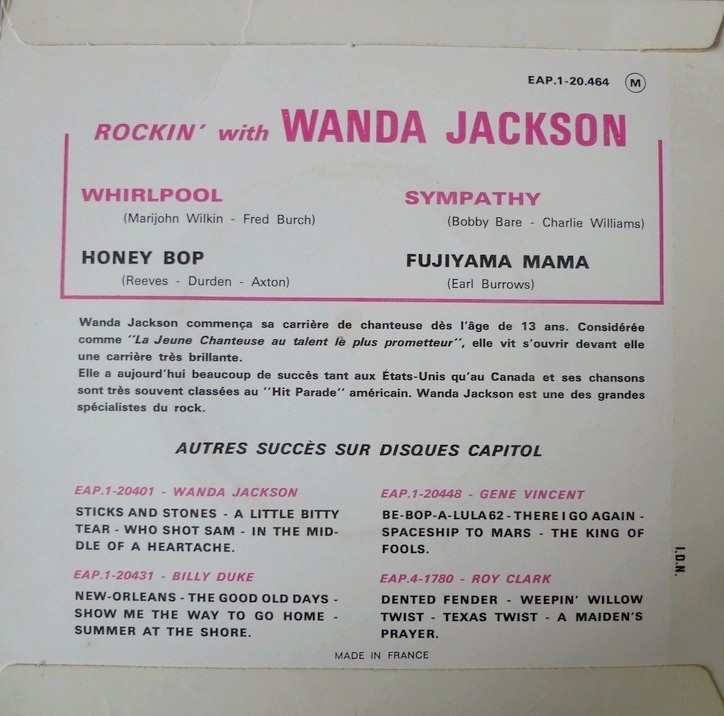 EAP.1-20.464 M
ROCKIN' with WANDA JACKSON
WHIRLPOOL
(Marijohn Wilkin - Fred Burch)
SYMPATHY
(Bobby Bare - Charlie Williams)
HONEY BOP
(Reeves - Durden - Axton)
FUJIYAMA MAMA
(Earl Burrows)
Wanda Jackson commença sa carrière de chanteuse dès l'âge de 13 ans. Considérée
comme "La Jeune Chanteuse au talent le plus prometteur", elle vit s'ouvrir devant elle
une carrière très brillante.
Elle a aujourd'hui beaucoup de succès tant aux États-Unis qu'au Canada et ses chansons
sont très souvent classées au "Hit Parade" américain. Wanda Jackson est une des grandes
spécialistes du rock.
AUTRES SUCCÈS SUR DISQUES CAPITOL
EAP.1-20401 - WANDA JACKSON
STICKS AND STONES - A LITTLE BITTY
TEAR - WHO SHOT SAM - IN THE MID-
DLE OF A HEARTACHE.
EAP.1-20431 - BILLY DUKE
NEW-ORLEANS - THE GOOD OLD DAYS -
SHOW ME THE WAY TO GO HOME -
SUMMER AT THE SHORE.
EAP.1-20448 - GENE VINCENT
BE-BOP-A-LULA 62 - THERE I GO AGAIN -
SPACESHIP TO MARS - THE KING OF
FOOLS.
EAP.4-1780 - ROY CLARK
DENTED FENDER - WEEPIN' WILLOW
TWIST - TEXAS TWIST - A MAIDEN'S
PRAYER.
I.D.N.
MADE IN FRANCE